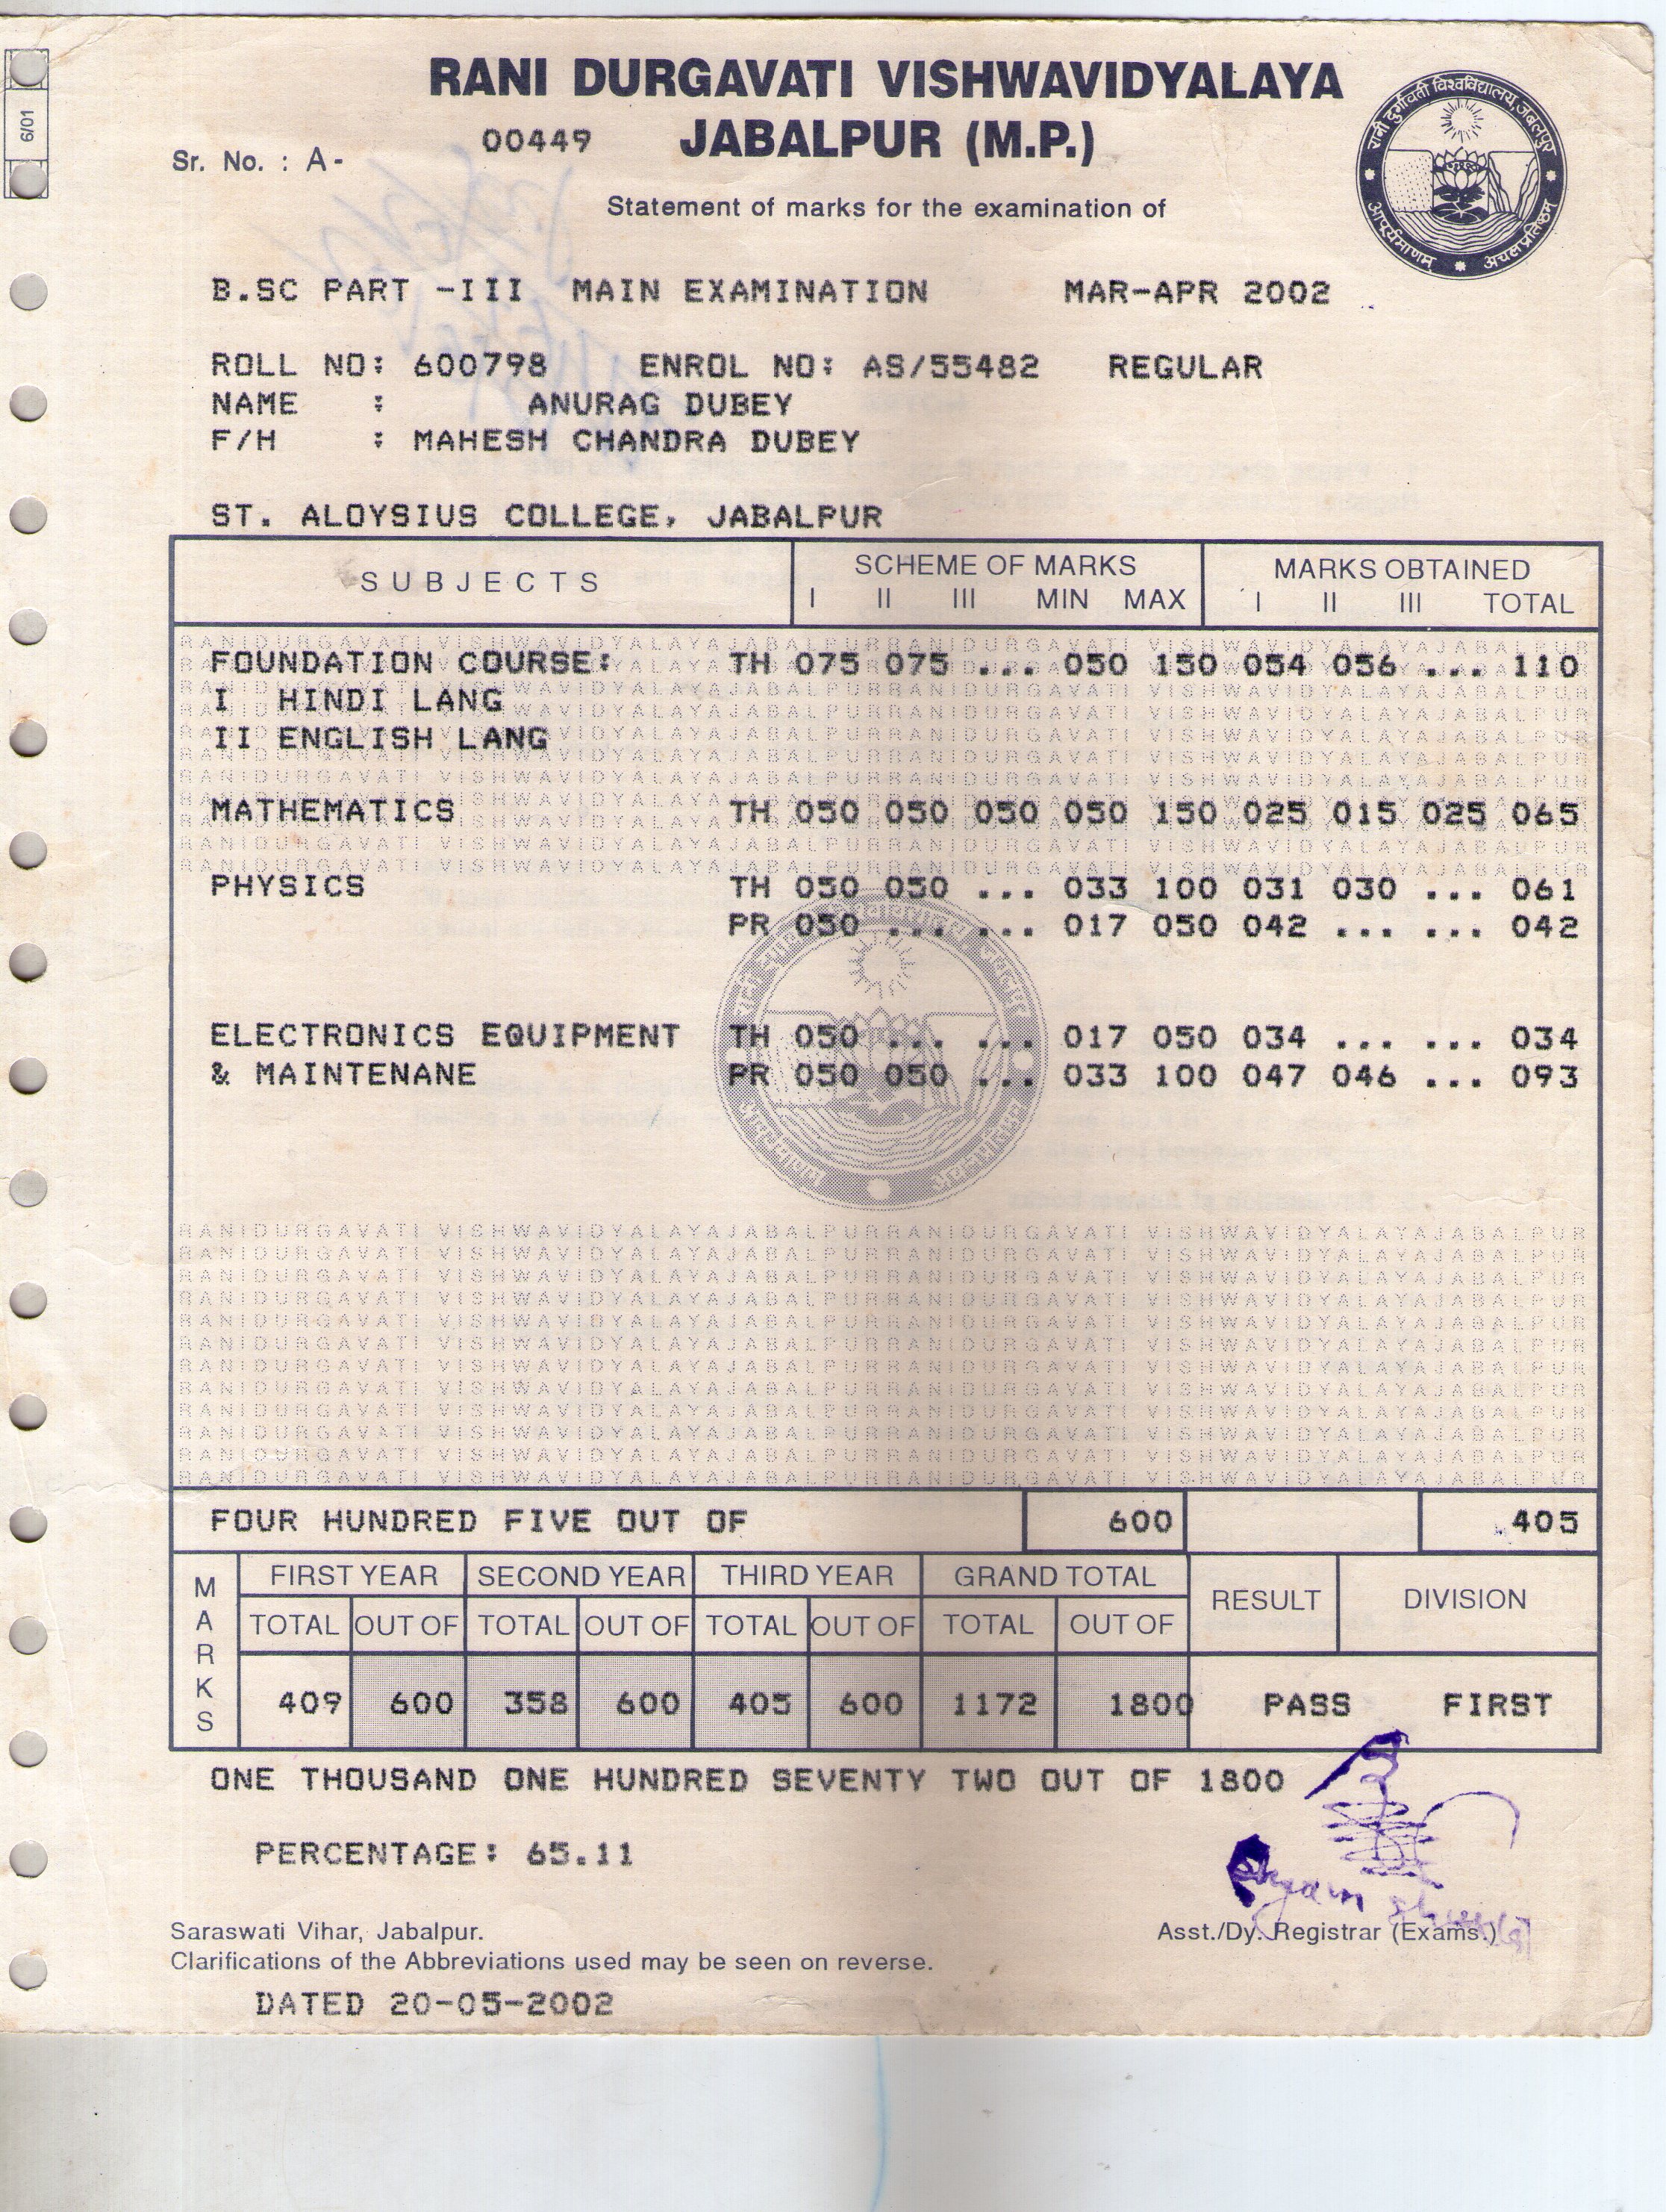 6/01
RANI DURGAVATI VISHWAVIDYALAYA
00449 JABALPUR (M.P.)
Sr. No. : A-
रानी दुर्गावती विश्वविद्यालय, जबलपुर
Statement of marks for the examination of
B.SC PART -III MAIN EXAMINATION MAR-APR 2002
ROLL NO: 600798 ENROL NO: AS/55482 REGULAR
NAME : ANURAG DUBEY
F/H : MAHESH CHANDRA DUBEY
ST. ALOYSIUS COLLEGE, JABALPUR
SUBJECTS SCHEME OF MARKS MARKS OBTAINED
I II III MIN MAX I II III TOTAL
FOUNDATION COURSE: TH 075 075 ... 050 150 054 056 ... 110
I HINDI LANG
II ENGLISH LANG
MATHEMATICS TH 050 050 050 050 150 025 015 025 065
PHYSICS TH 050 050 ... 033 100 031 030 ... 061
PR 050 ... ... 017 050 042 ... ... 042
ELECTRONICS EQUIPMENT TH 050 ... ... 017 050 034 ... ... 034
& MAINTENANE PR 050 050 ... 033 100 047 046 ... 093
FOUR HUNDRED FIVE OUT OF 600 405
MARKS FIRST YEAR SECOND YEAR THIRD YEAR GRAND TOTAL RESULT DIVISION
TOTAL OUT OF TOTAL OUT OF TOTAL OUT OF TOTAL OUT OF
409 600 358 600 405 600 1172 1800 PASS FIRST
ONE THOUSAND ONE HUNDRED SEVENTY TWO OUT OF 1800
PERCENTAGE: 65.11
Saraswati Vihar, Jabalpur. Asst./Dy. Registrar (Exams.)
Clarifications of the Abbreviations used may be seen on reverse.
DATED 20-05-2002